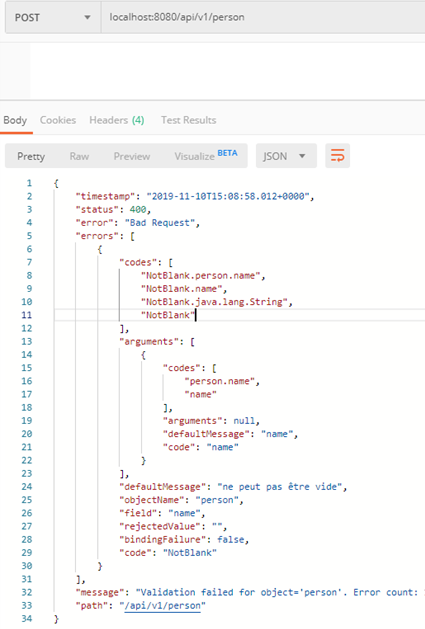 POST localhost:8080/api/v1/person
Body Cookies Headers (4) Test Results
Pretty Raw Preview Visualize BETA JSON
1 {
2 "timestamp": "2019-11-10T15:08:58.012+0000",
3 "status": 400,
4 "error": "Bad Request",
5 "errors": [
6 {
7 "codes": [
8 "NotBlank.person.name",
9 "NotBlank.name",
10 "NotBlank.java.lang.String",
11 "NotBlank"
12 ],
13 "arguments": [
14 {
15 "codes": [
16 "person.name",
17 "name"
18 ],
19 "arguments": null,
20 "defaultMessage": "name",
21 "code": "name"
22 }
23 ],
24 "defaultMessage": "ne peut pas être vide",
25 "objectName": "person",
26 "field": "name",
27 "rejectedValue": "",
28 "bindingFailure": false,
29 "code": "NotBlank"
30 }
31 ],
32 "message": "Validation failed for object='person'. Error count:
33 "path": "/api/v1/person"
34 }